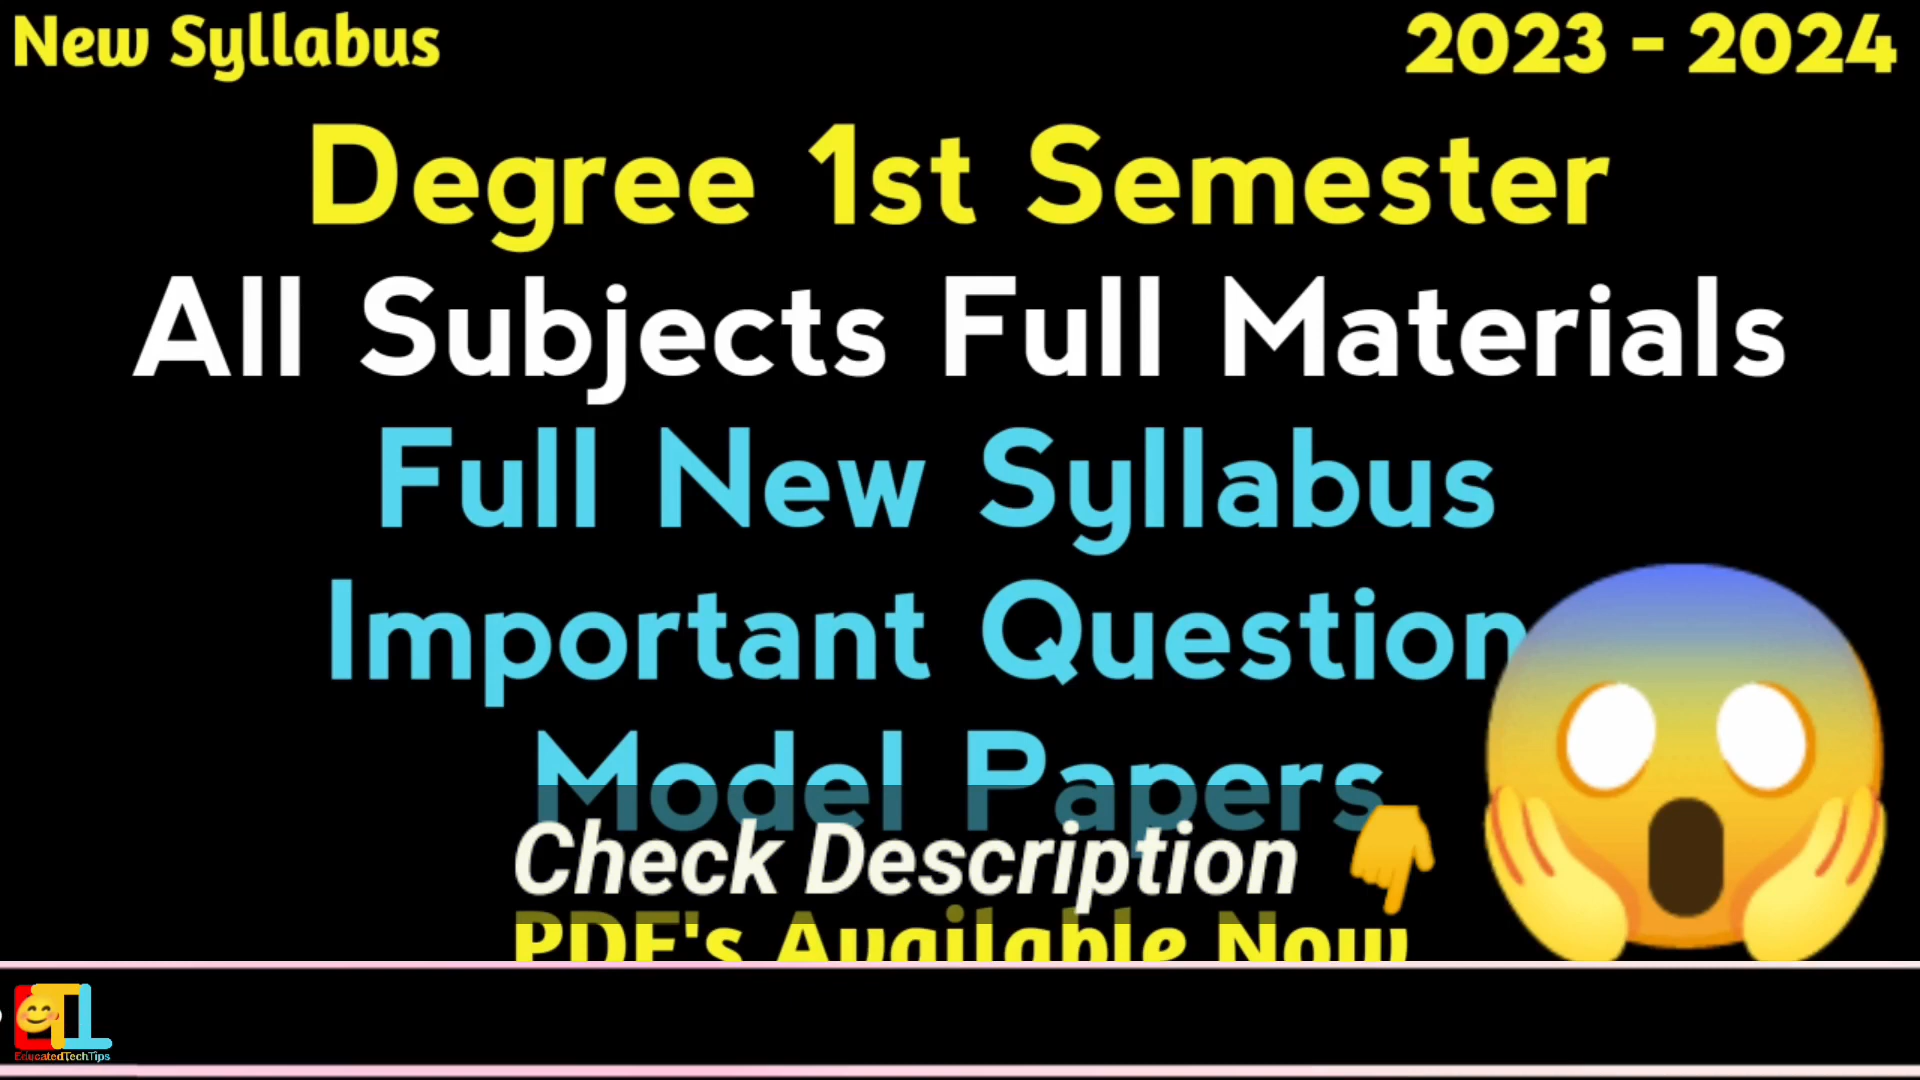 New Syllabus
2023 - 2024
Degree 1st Semester
All Subjects Full Materials
Full New Syllabus
Important Question
Model Papers
Check Description
PDF's Available Now
EducatedTechTips